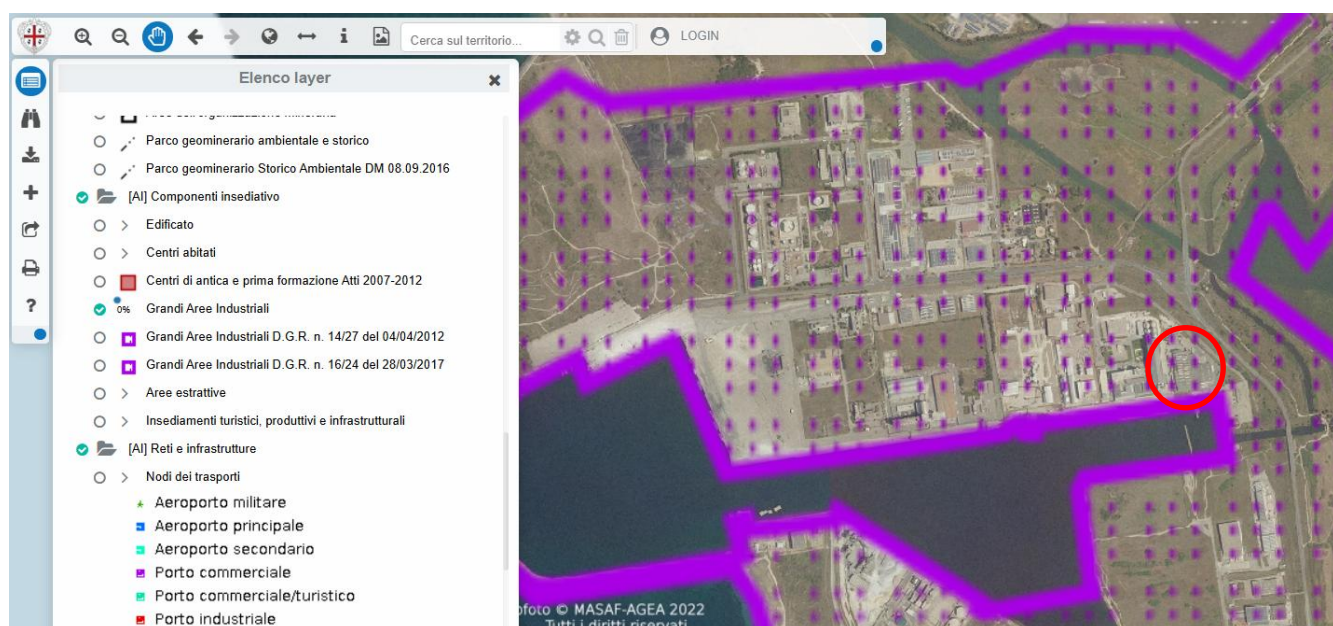 i
Cerca sul territorio...
LOGIN
Elenco layer
Parco geominerario ambientale e storico
Parco geominerario Storico Ambientale DM 08.09.2016
[AI] Componenti insediativo
> Edificato
> Centri abitati
Centri di antica e prima formazione Atti 2007-2012
0% Grandi Aree Industriali
Grandi Aree Industriali D.G.R. n. 14/27 del 04/04/2012
Grandi Aree Industriali D.G.R. n. 16/24 del 28/03/2017
> Aree estrattive
> Insediamenti turistici, produttivi e infrastrutturali
[AI] Reti e infrastrutture
> Nodi dei trasporti
Aeroporto militare
Aeroporto principale
Aeroporto secondario
Porto commerciale
Porto commerciale/turistico
Porto industriale
?
ofoto © MASAF-AGEA 2022
Tutti i diritti riservati